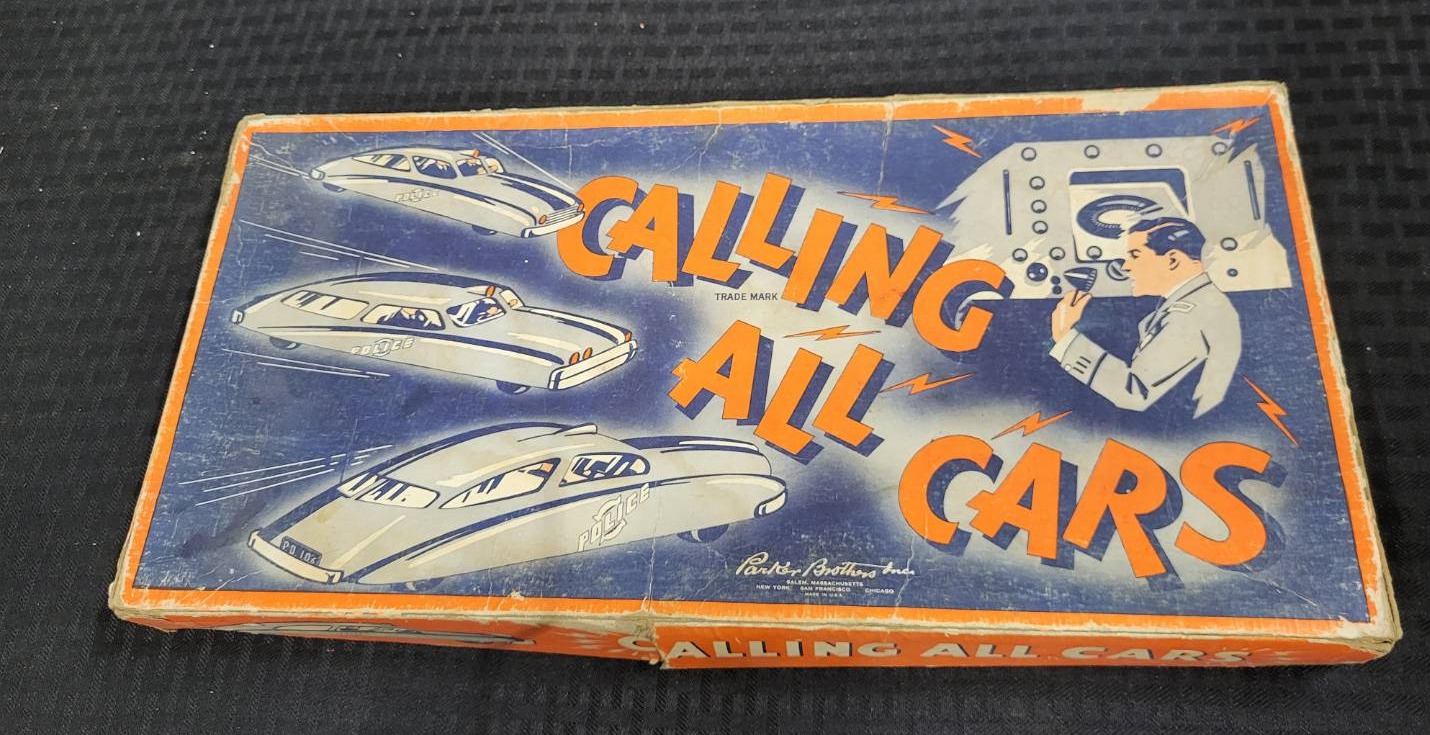 POLICE
CALLING
TRADE MARK
POLICE
ALL
CARS
POLICE
PD 106
Parker Brothers Inc.
SALEM, MASSACHUSETTS
NEW YORK SAN FRANCISCO CHICAGO
MADE IN U.S.A.
CALLING ALL CARS